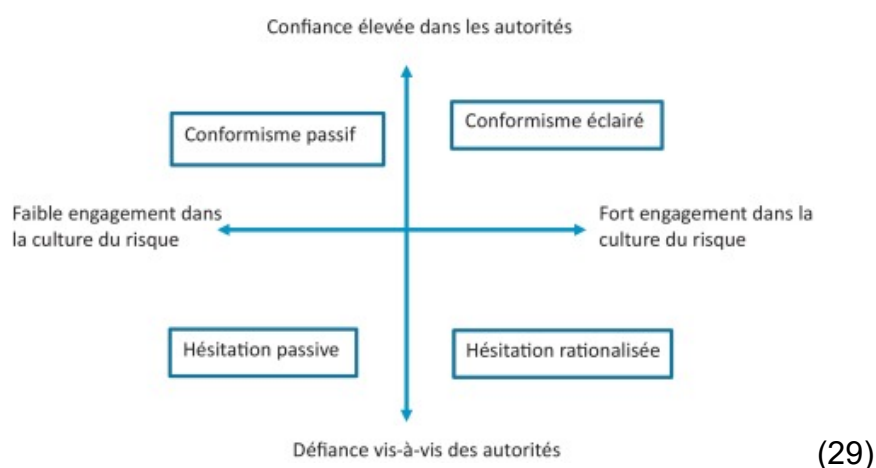 Confiance élevée dans les autorités
Conformisme passif
Conformisme éclairé
Faible engagement dans
la culture du risque
Fort engagement dans la
culture du risque
Hésitation passive
Hésitation rationalisée
Défiance vis-à-vis des autorités
(29)